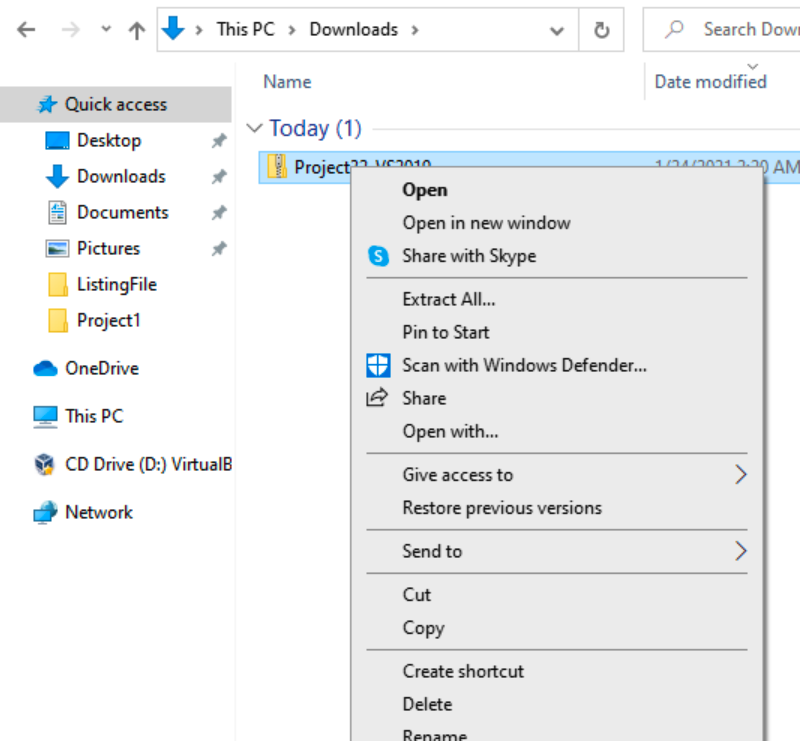 This PC > Downloads >
Search Down
Name
Date modified
Quick access
Today (1)
Desktop
Downloads
Documents
Pictures
ListingFile
Project1
OneDrive
This PC
CD Drive (D:) VirtualB
Network
Project32_VS2019
1/24/2021 2:20 AM
Open
Open in new window
Share with Skype
Extract All...
Pin to Start
Scan with Windows Defender...
Share
Open with...
Give access to
Restore previous versions
Send to
Cut
Copy
Create shortcut
Delete
Rename